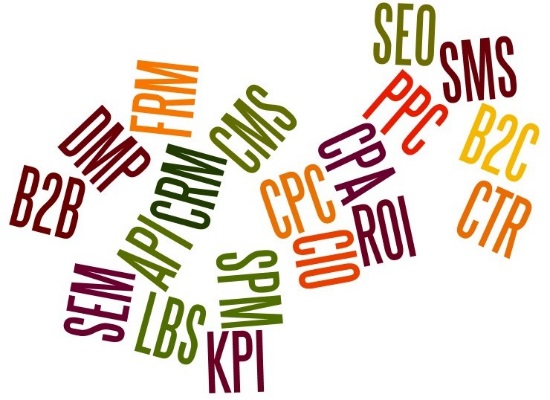 SEO
SMS
FRM
PPC
CMS
DMP
B2C
CPA
CRM
B2B
CPC
CTR
ROI
API
CIO
SPM
SEM
LBS
KPI